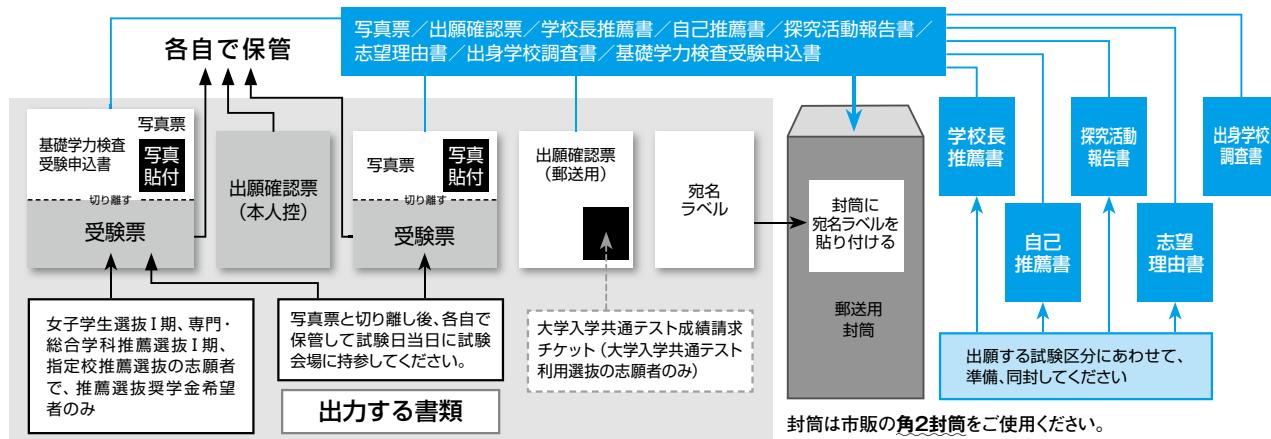 写真票／出願確認票／学校長推薦書／自己推薦書／探究活動報告書／
志望理由書／出身学校調査書／基礎学力検査受験申込書
各自で保管
写真票
基礎学力検査
受験申込書
写真
貼付
切り離す
受験票
出願確認票
（本人控）
写真票
写真
貼付
切り離す
受験票
出願確認票
（郵送用）
宛名
ラベル
封筒に
宛名ラベルを
貼り付ける
郵送用
封筒
学校長
推薦書
自己
推薦書
探究活動
報告書
志望
理由書
出身学校
調査書
女子学生選抜Ⅰ期、専門・
総合学科推薦選抜Ⅰ期、
指定校推薦選抜の志願者
で、推薦選抜奨学金希望
者のみ
写真票と切り離し後、各自で
保管して試験日当日に試験
会場に持参してください。
出力する書類
大学入学共通テスト成績請求
チケット（大学入学共通テスト
利用選抜の志願者のみ）
出願する試験区分にあわせて、
準備、同封してください
封筒は市販の角2封筒をご使用ください。